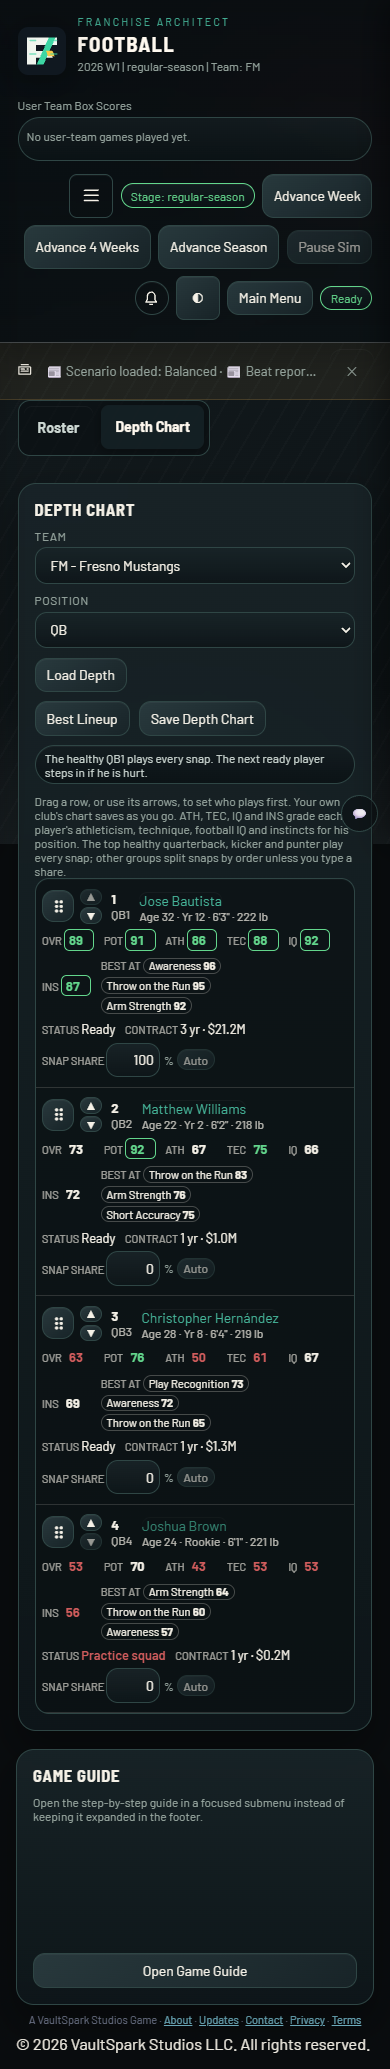 FRANCHISE ARCHITECT
FOOTBALL
2026 W1 | regular-season | Team: FM
User Team Box Scores
No user-team games played yet.
Stage: regular-season
Advance Week
Advance 4 Weeks
Advance Season
Pause Sim
Main Menu
Ready
Scenario loaded: Balanced · Beat repor...
Roster
Depth Chart
DEPTH CHART
TEAM
FM - Fresno Mustangs
POSITION
QB
Load Depth
Best Lineup
Save Depth Chart
The healthy QB1 plays every snap. The next ready player
steps in if he is hurt.
Drag a row, or use its arrows, to set who plays first. Your own
club's chart saves as you go. ATH, TEC, IQ and INS grade each
player's athleticism, technique, football IQ and instincts for his
position. The top healthy quarterback, kicker and punter play
every snap; other groups split snaps by order unless you type a
share.
1 Jose Bautista
QB1 Age 32 · Yr 12 · 6'3" · 222 lb
OVR 89 POT 91 ATH 86 TEC 88 IQ 92
INS 87 BEST AT Awareness 96
Throw on the Run 95
Arm Strength 92
STATUS Ready CONTRACT 3 yr · $21.2M
SNAP SHARE 100 % Auto
2 Matthew Williams
QB2 Age 22 · Yr 2 · 6'2" · 218 lb
OVR 73 POT 92 ATH 67 TEC 75 IQ 66
INS 72 BEST AT Throw on the Run 83
Arm Strength 76
Short Accuracy 75
STATUS Ready CONTRACT 1 yr · $1.0M
SNAP SHARE 0 % Auto
3 Christopher Hernández
QB3 Age 28 · Yr 8 · 6'4" · 219 lb
OVR 63 POT 76 ATH 50 TEC 61 IQ 67
INS 69 BEST AT Play Recognition 73
Awareness 72
Throw on the Run 65
STATUS Ready CONTRACT 1 yr · $1.3M
SNAP SHARE 0 % Auto
4 Joshua Brown
QB4 Age 24 · Rookie · 6'1" · 221 lb
OVR 53 POT 70 ATH 43 TEC 53 IQ 53
INS 56 BEST AT Arm Strength 64
Throw on the Run 60
Awareness 57
STATUS Practice squad CONTRACT 1 yr · $0.2M
SNAP SHARE 0 % Auto
GAME GUIDE
Open the step-by-step guide in a focused submenu instead of
keeping it expanded in the footer.
Open Game Guide
A VaultSpark Studios Game · About · Updates · Contact · Privacy · Terms
© 2026 VaultSpark Studios LLC. All rights reserved.